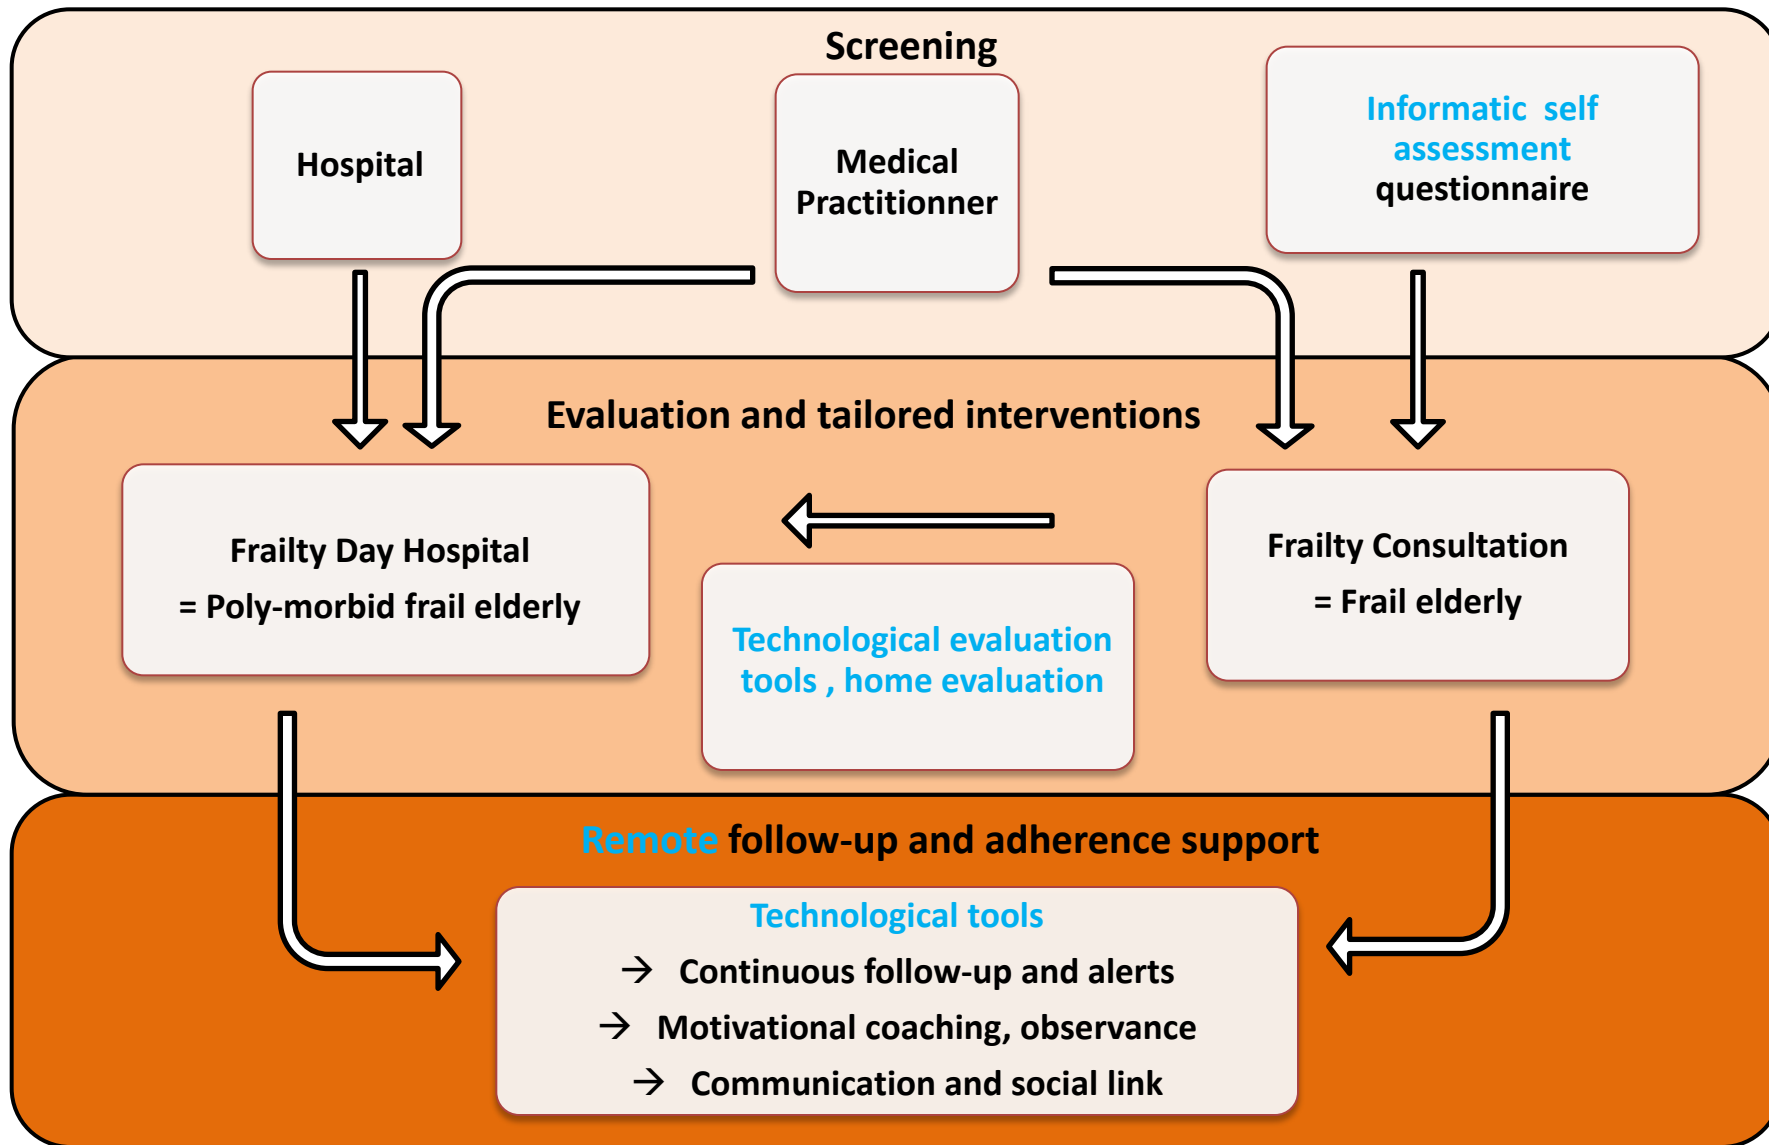 Screening
Hospital
Medical
Practitionner
Informatic self
assessment
questionnaire
Evaluation and tailored interventions
Frailty Day Hospital
= Poly-morbid frail elderly
Technological evaluation
tools , home evaluation
Frailty Consultation
= Frail elderly
Remote follow-up and adherence support
Technological tools
→ Continuous follow-up and alerts
→ Motivational coaching, observance
→ Communication and social link